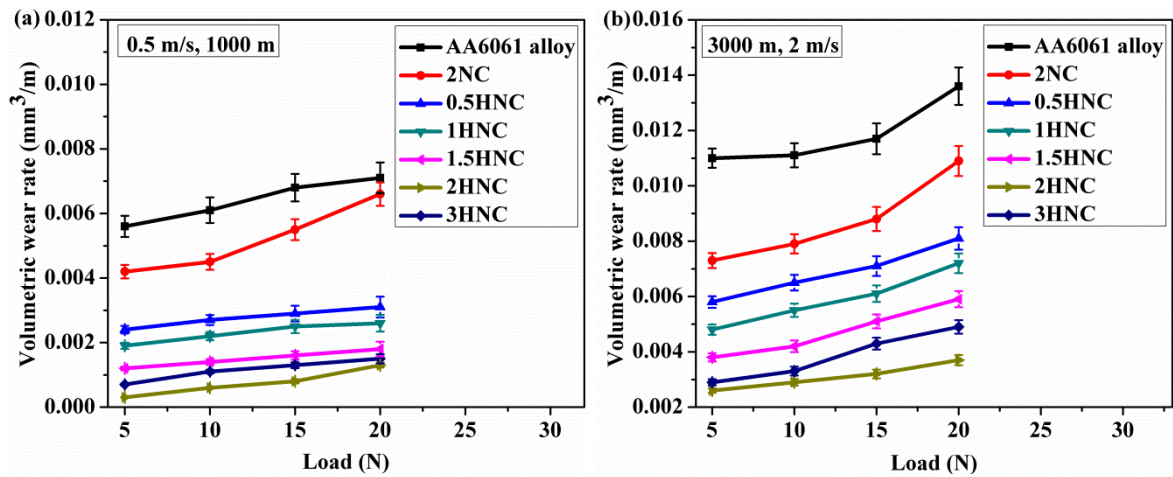 (a)
0.5 m/s, 1000 m
AA6061 alloy
2NC
0.5HNC
1HNC
1.5HNC
2HNC
3HNC
0.012
0.010
0.008
0.006
0.004
0.002
0.000
Volumetric wear rate (mm³/m)
5 10 15 20 25 30
Load (N)
(b)
3000 m, 2 m/s
AA6061 alloy
2NC
0.5HNC
1HNC
1.5HNC
2HNC
3HNC
0.016
0.014
0.012
0.010
0.008
0.006
0.004
0.002
Volumetric wear rate (mm³/m)
5 10 15 20 25 30
Load (N)